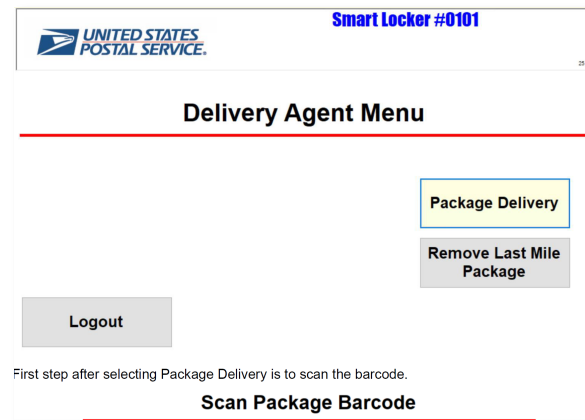 Smart Locker #0101
UNITED STATES
POSTAL SERVICE®
25
Delivery Agent Menu
Package Delivery
Remove Last Mile
Package
Logout
First step after selecting Package Delivery is to scan the barcode.
Scan Package Barcode